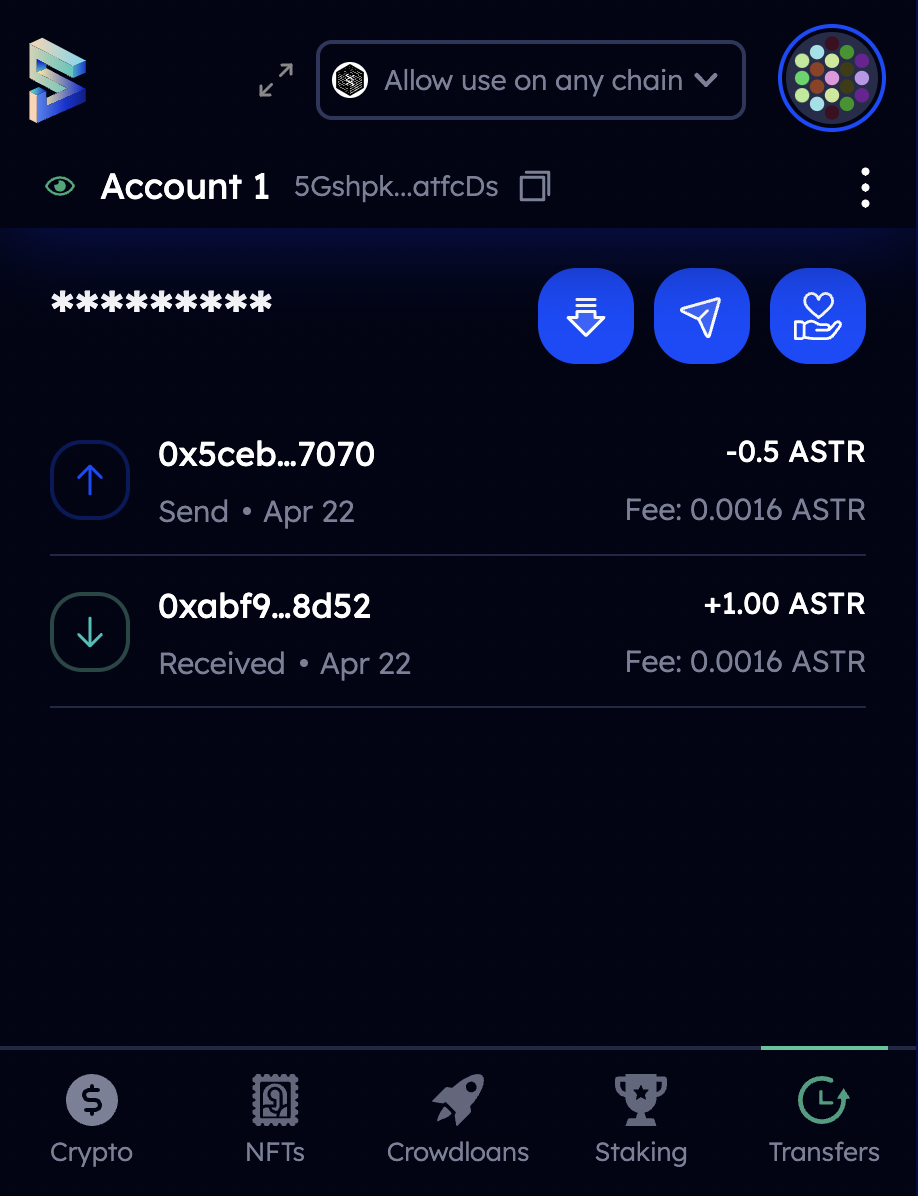 Allow use on any chain
Account 1 5Gshpk...atfcDs
*********
0x5ceb...7070 -0.5 ASTR
Send • Apr 22 Fee: 0.0016 ASTR
0xabf9...8d52 +1.00 ASTR
Received • Apr 22 Fee: 0.0016 ASTR
Crypto NFTs Crowdloans Staking Transfers